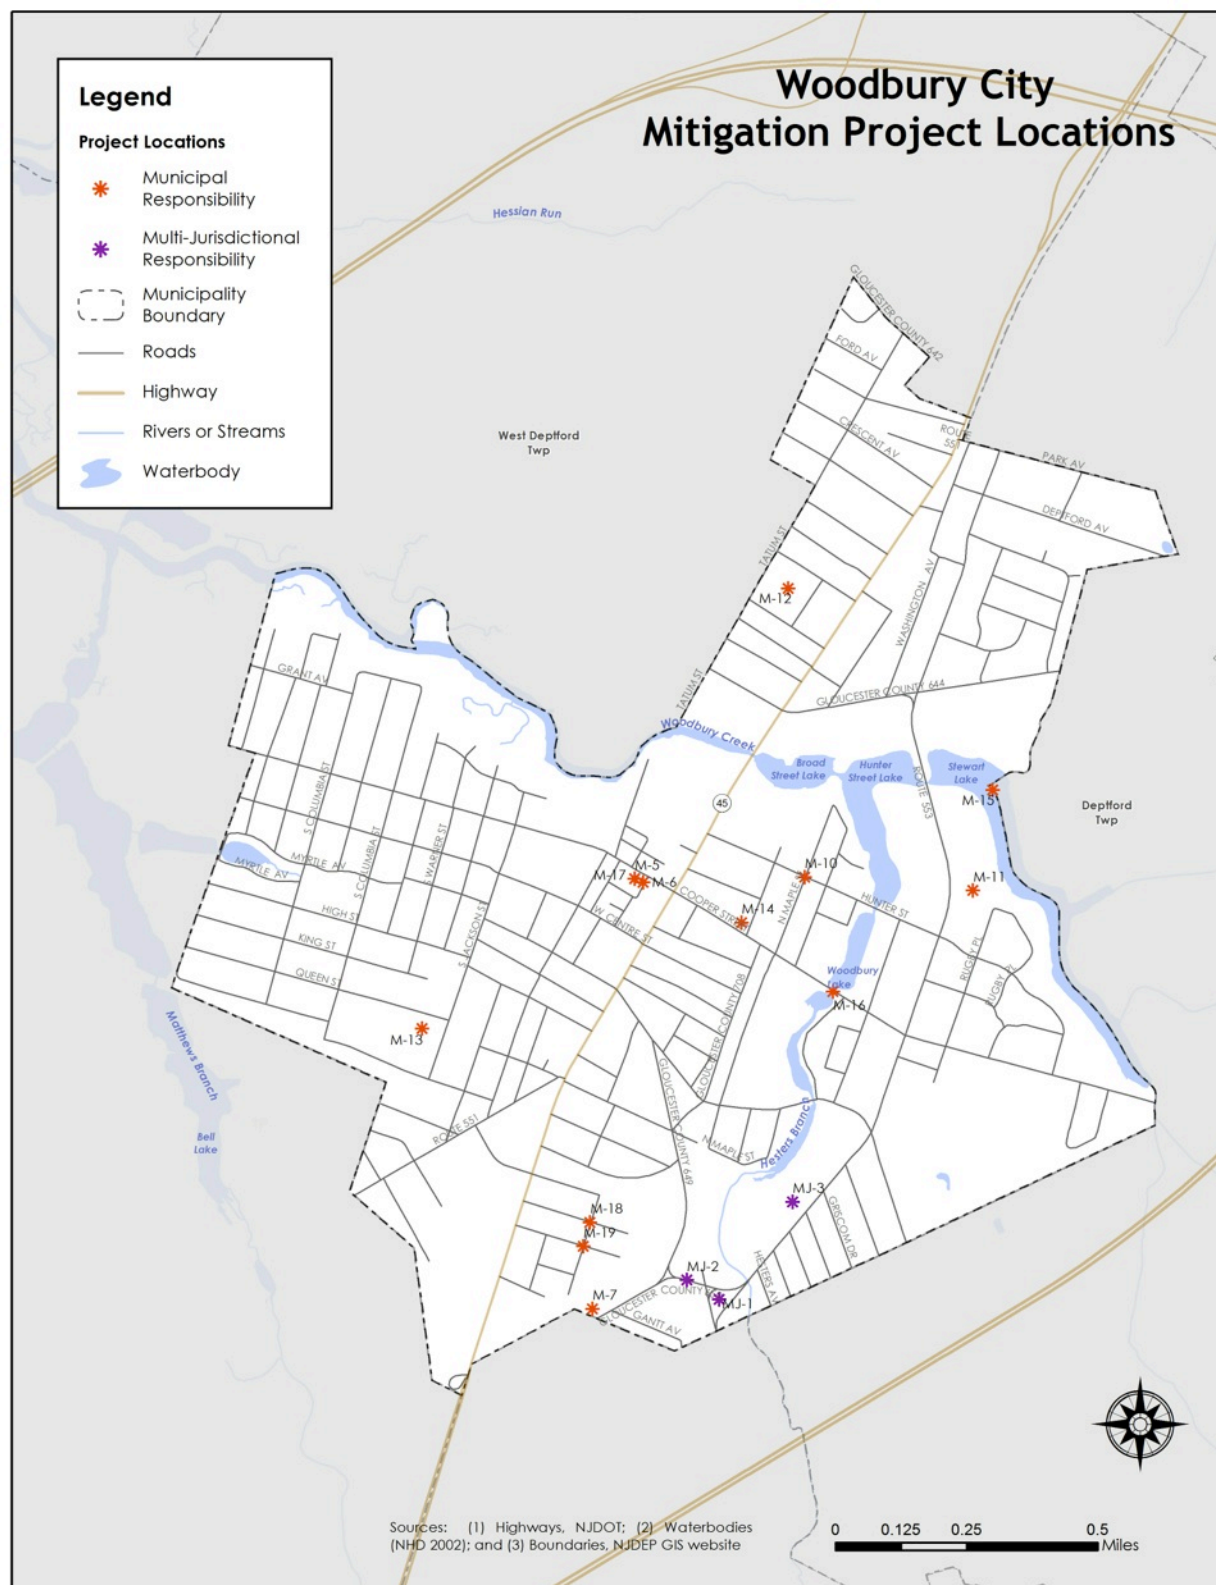 Woodbury City
Mitigation Project Locations
Legend
Project Locations
Municipal
Responsibility
Multi-Jurisdictional
Responsibility
Municipality
Boundary
Roads
Highway
Rivers or Streams
Waterbody
Hessian Run
GLOUCESTER COUNTY 642
FORD AV
CRESCENT AV
ROUTE
551
PARK AV
DEPTFORD AV
West Deptford
Twp
TATUM ST
M-12
WASHINGTON AV
GRANT AV
TATUM ST
GLOUCESTER COUNTY 644
Woodbury Creek
Broad
Street Lake
Hunter
Street Lake
Stewart
Lake
ROUTE 553
M-15
Deptford
Twp
45
S COLUMBIA ST
S COLUMBIA ST
S WARNER ST
MYRTLE AV
MYRTLE AV
M-5
M-17
M-6
M-10
M-11
COOPER STREET
N MAPLE ST
HUNTER ST
M-14
HIGH ST
KING ST
QUEEN ST
S JACKSON ST
W CENTRE ST
RUGBY PL
RUGBY PL
Woodbury
Lake
M-16
GLOUCESTER COUNTY 708
M-13
Matthews Branch
Bell
Lake
ROUTE 551
GLOUCESTER COUNTY 649
N MAPLE ST
Hesters Branch
MJ-3
GRISCOM DR
M-18
M-19
MJ-2
HESTERS AV
M-7
GLOUCESTER COUNTY
MJ-1
GANTT AV
Sources: (1) Highways, NJDOT; (2) Waterbodies
(NHD 2002); and (3) Boundaries, NJDEP GIS website
0 0.125 0.25 0.5
Miles